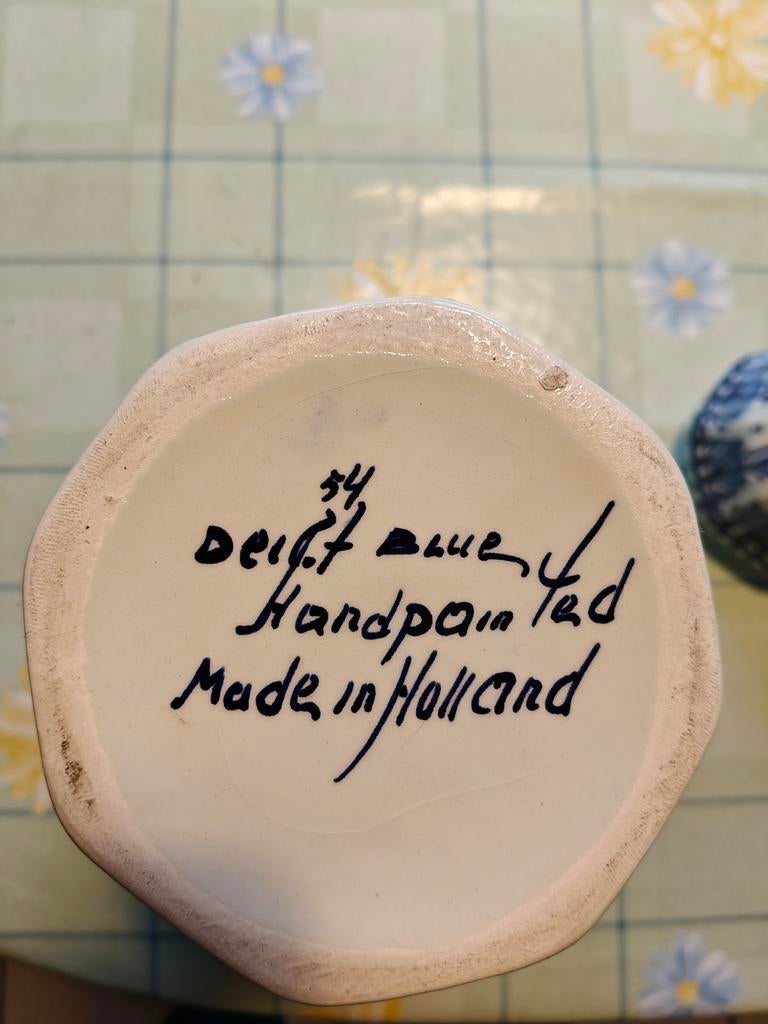 54
Delft Blue
Handpainted
Made in Holland